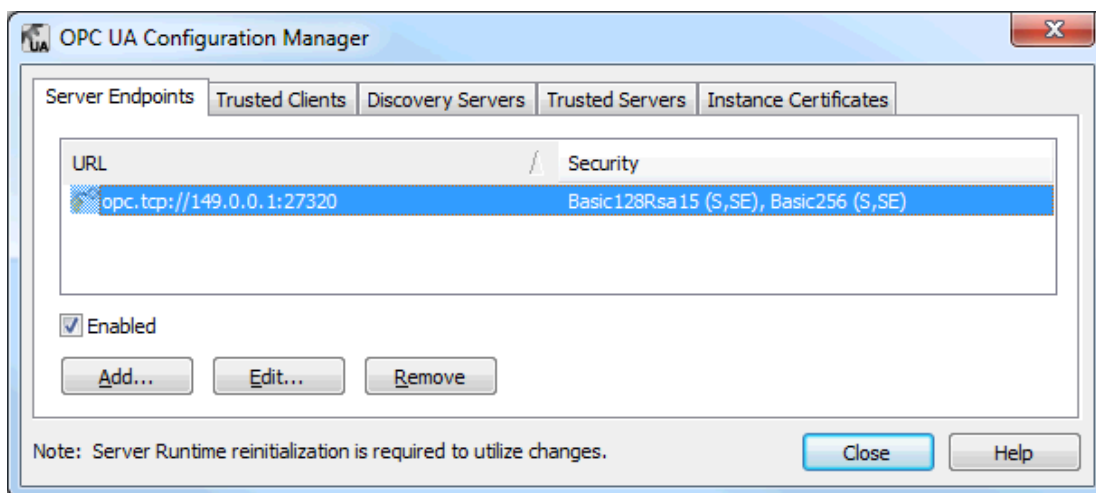 UA OPC UA Configuration Manager
Server Endpoints Trusted Clients Discovery Servers Trusted Servers Instance Certificates
URL Security
opc.tcp://149.0.0.1:27320 Basic128Rsa15 (S,SE), Basic256 (S,SE)
Enabled
Add... Edit... Remove
Note: Server Runtime reinitialization is required to utilize changes. Close Help